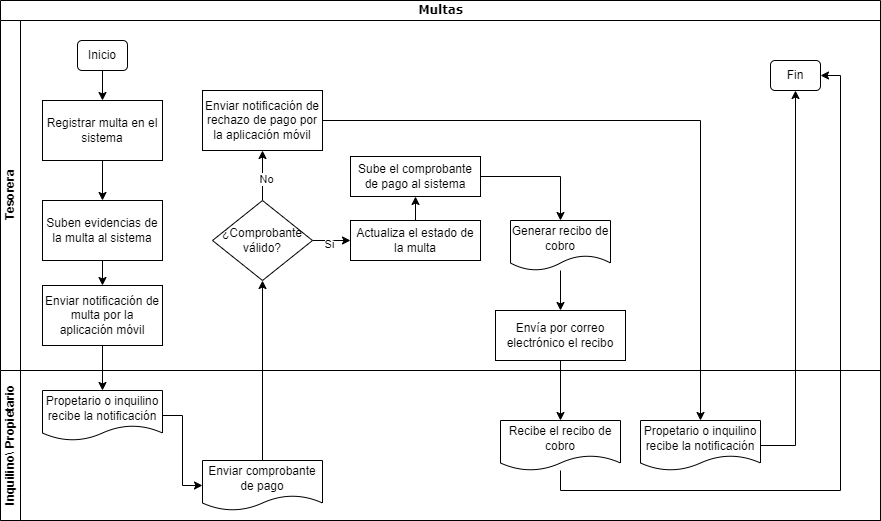 Multas
Tesorera
Inicio
Registrar multa en el
sistema
Suben evidencias de
la multa al sistema
Enviar notificación de
multa por la
aplicación móvil
Enviar notificación de
rechazo de pago por
la aplicación móvil
No
¿Comprobante
válido?
Sí
Sube el comprobante
de pago al sistema
Actualiza el estado de
la multa
Generar recibo de
cobro
Envía por correo
electrónico el recibo
Fin
Inquilino\ Propietario
Propetario o inquilino
recibe la notificación
Enviar comprobante
de pago
Recibe el recibo de
cobro
Propetario o inquilino
recibe la notificación